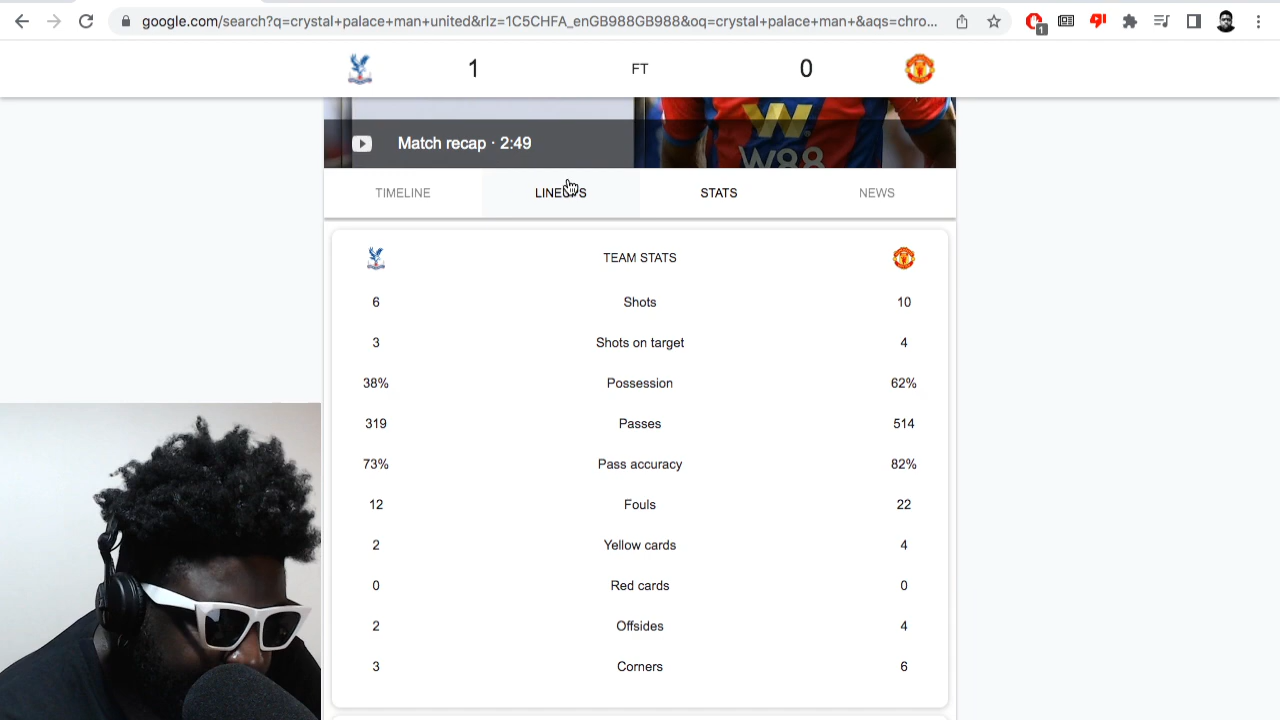 google.com/search?q=crystal+palace+man+united&rlz=1C5CHFA_enGB988GB988&oq=crystal+palace+man+&aqs=chro...
1
1 FT 0
W88
Match recap · 2:49
TIMELINE LINEUPS STATS NEWS
TEAM STATS
6 Shots 10
3 Shots on target 4
38% Possession 62%
319 Passes 514
73% Pass accuracy 82%
12 Fouls 22
2 Yellow cards 4
0 Red cards 0
2 Offsides 4
3 Corners 6